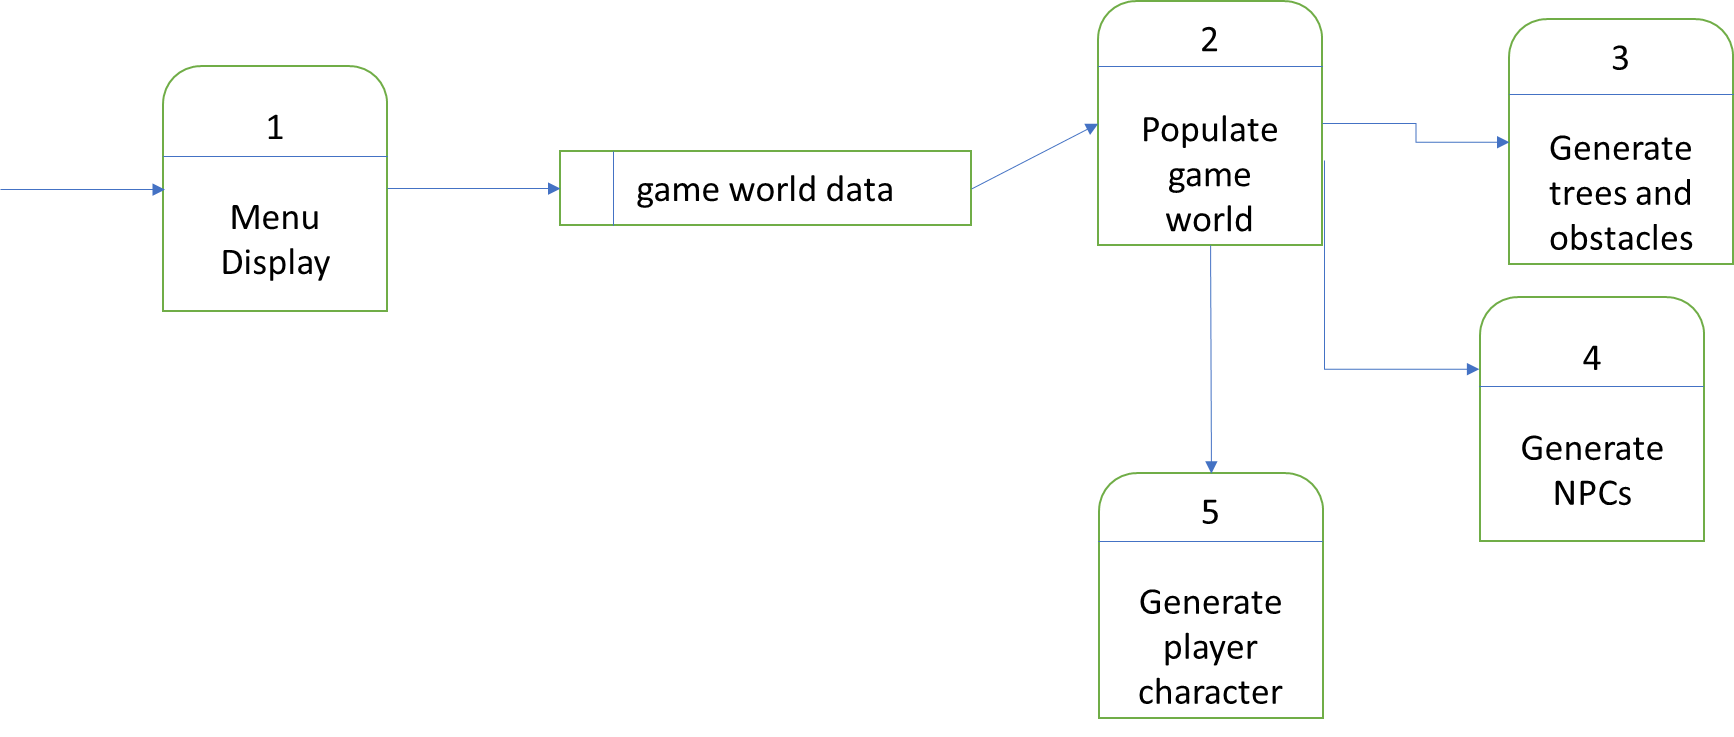 1
Menu
Display
game world data
2
Populate
game
world
3
Generate
trees and
obstacles
4
Generate
NPCs
5
Generate
player
character